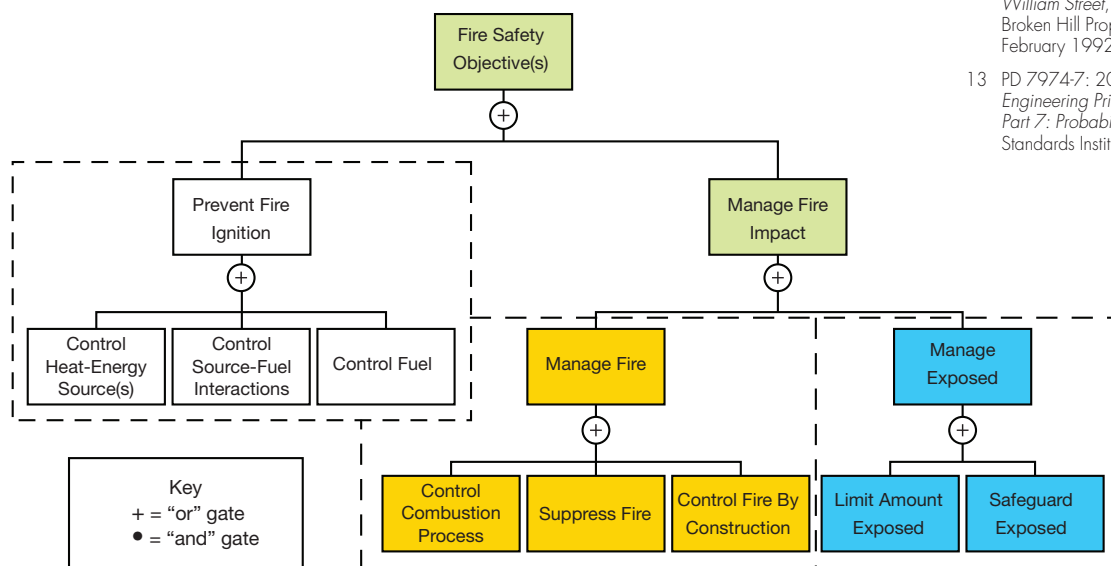 William Street,
Broken Hill Prop
February 1992
13 PD 7974-7: 20
Engineering Pri
Part 7: Probabi
Standards Instit
Fire Safety
Objective(s)
+
Prevent Fire
Ignition
+
Manage Fire
Impact
+
Control
Heat-Energy
Source(s)
Control
Source-Fuel
Interactions
Control Fuel
Manage Fire
+
Manage
Exposed
+
Control
Combustion
Process
Suppress Fire
Control Fire By
Construction
Limit Amount
Exposed
Safeguard
Exposed
Key
+ = “or” gate
● = “and” gate